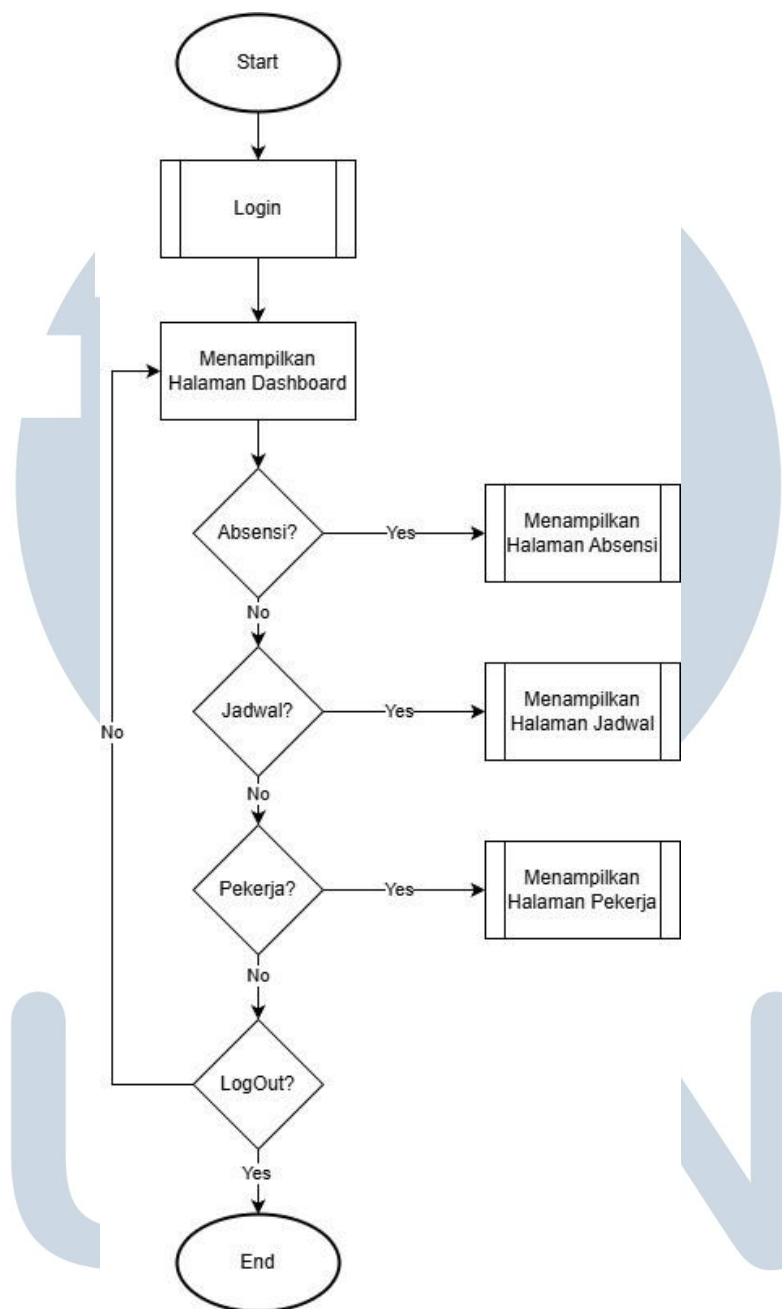 Start
Login
Menampilkan
Halaman Dashboard
Absensi?
Yes
Menampilkan
Halaman Absensi
No
Jadwal?
Yes
Menampilkan
Halaman Jadwal
No
No
Pekerja?
Yes
Menampilkan
Halaman Pekerja
No
LogOut?
Yes
End
U N